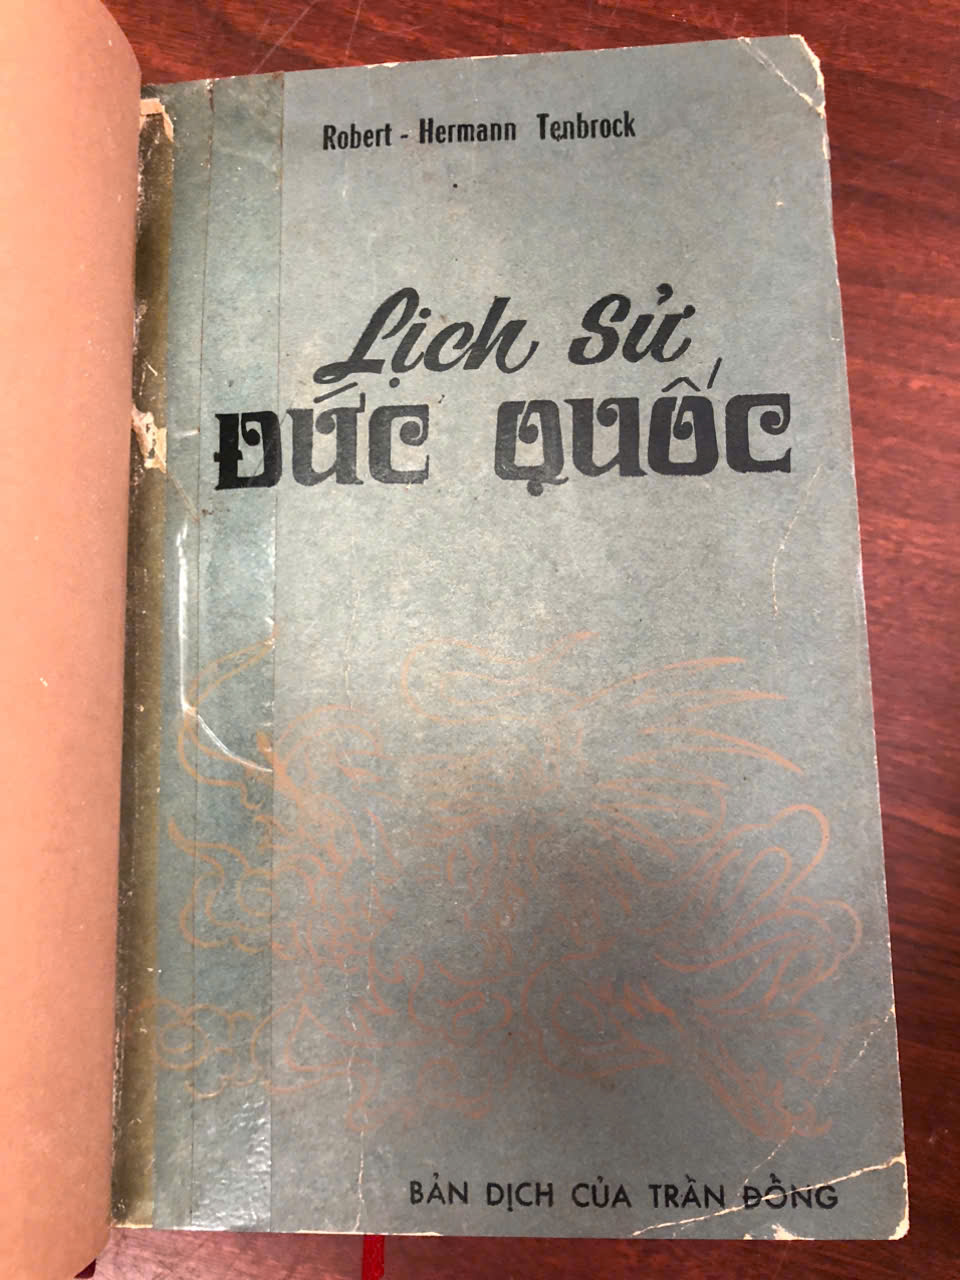 Robert - Hermann Tenbrock
Lịch Sử
ĐỨC QUỐC
BẢN DỊCH CỦA TRẦN ĐỒNG